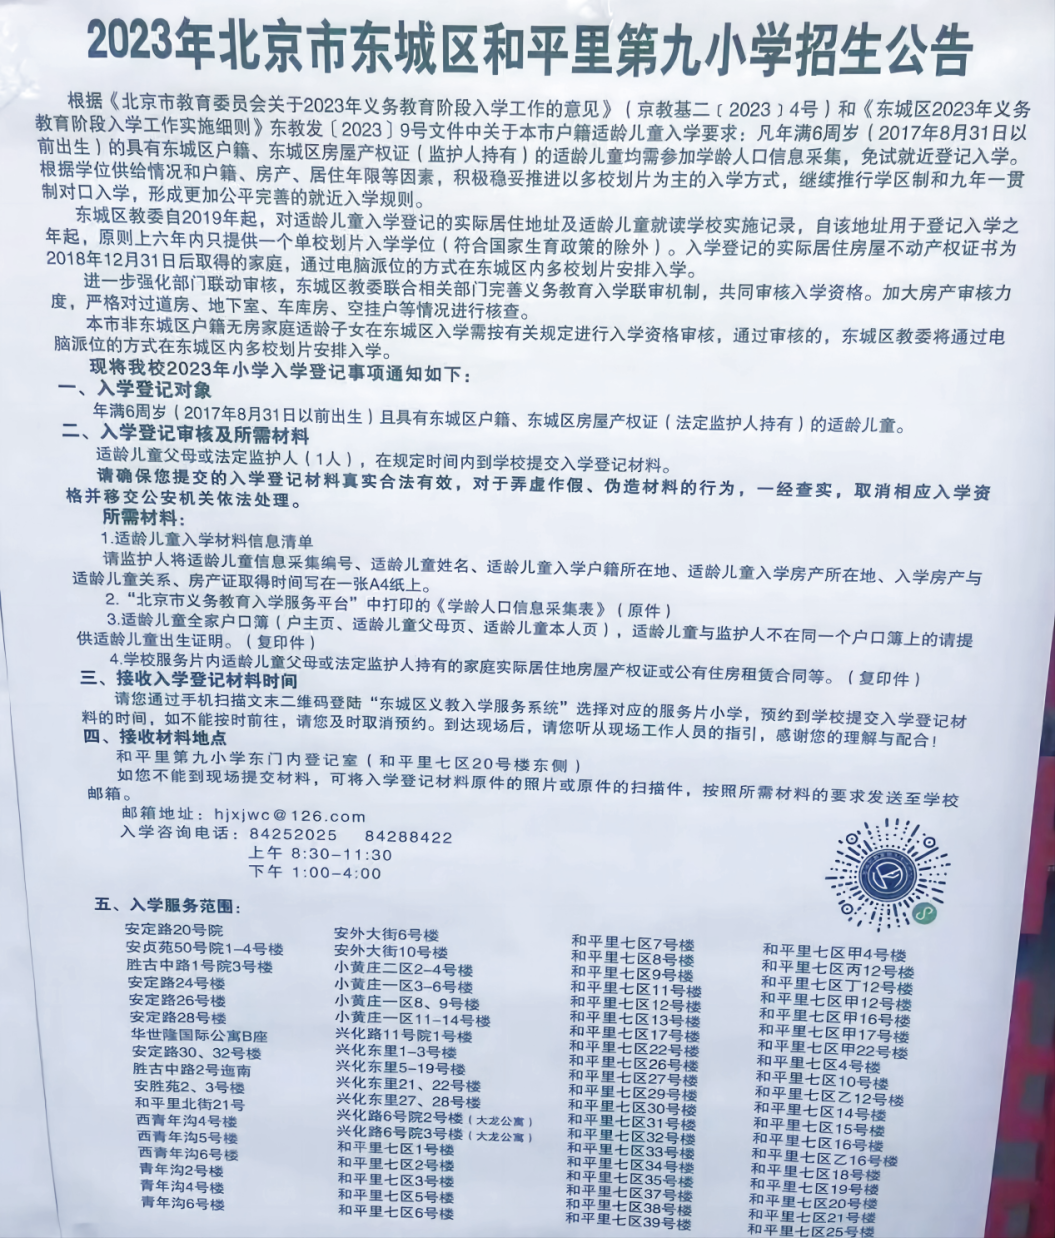 2023年北京市东城区和平里第九小学招生公告
根据《北京市教育委员会关于2023年义务教育阶段入学工作的意见》（京教基二〔2023〕4号）和《东城区2023年义务
教育阶段入学工作实施细则》东教发〔2023〕9号文件中关于本市户籍适龄儿童入学要求：凡年满6周岁（2017年8月31日以
前出生）的具有东城区户籍、东城区房屋产权证（监护人持有）的适龄儿童均需参加学龄人口信息采集，免试就近登记入学。
根据学位供给情况和户籍、房产、居住年限等因素，积极稳妥推进以多校划片为主的入学方式，继续推行学区制和九年一贯
制对口入学，形成更加公平完善的就近入学规则。
东城区教委自2019年起，对适龄儿童入学登记的实际居住地址及适龄儿童就读学校实施记录，自该地址用于登记入学之
年起，原则上六年内只提供一个单校划片入学学位（符合国家生育政策的除外）。入学登记的实际居住房屋不动产权证书为
2018年12月31日后取得的家庭，通过电脑派位的方式在东城区内多校划片安排入学。
进一步强化部门联动审核，东城区教委联合相关部门完善义务教育入学联审机制，共同审核入学资格。加大房产审核力
度，严格对过道房、地下室、车库房、空挂户等情况进行核查。
本市非东城区户籍无房家庭适龄子女在东城区入学需按有关规定进行入学资格审核，通过审核的，东城区教委将通过电
脑派位的方式在东城区内多校划片安排入学。
现将我校2023年小学入学登记事项通知如下：
一、入学登记对象
年满6周岁（2017年8月31日以前出生）且具有东城区户籍、东城区房屋产权证（法定监护人持有）的适龄儿童。
二、入学登记审核及所需材料
适龄儿童父母或法定监护人（1人），在规定时间内到学校提交入学登记材料。
请确保您提交的入学登记材料真实合法有效，对于弄虚作假、伪造材料的行为，一经查实，取消相应入学资
格并移交公安机关依法处理。
所需材料：
1.适龄儿童入学材料信息清单
请监护人将适龄儿童信息采集编号、适龄儿童姓名、适龄儿童入学户籍所在地、适龄儿童入学房产所在地、入学房产与
适龄儿童关系、房产证取得时间写在一张A4纸上。
2.“北京市义务教育入学服务平台”中打印的《学龄人口信息采集表》（原件）
3.适龄儿童全家户口簿（户主页、适龄儿童父母页、适龄儿童本人页），适龄儿童与监护人不在同一个户口簿上的请提
供适龄儿童出生证明。（复印件）
4.学校服务片内适龄儿童父母或法定监护人持有的家庭实际居住地房屋产权证或公有住房租赁合同等。（复印件）
三、接收入学登记材料时间
请您通过手机扫描文末二维码登陆“东城区义教入学服务系统”选择对应的服务片小学，预约到学校提交入学登记材
料的时间，如不能按时前往，请您及时取消预约。到达现场后，请您听从现场工作人员的指引，感谢您的理解与配合！
四、接收材料地点
和平里第九小学东门内登记室（和平里七区20号楼东侧）
如您不能到现场提交材料，可将入学登记材料原件的照片或原件的扫描件，按照所需材料的要求发送至学校
邮箱。
邮箱地址：hjxjwc@126.com
入学咨询电话：84252025 84288422
上午 8:30-11:30
下午 1:00-4:00
五、入学服务范围：
安定路20号院
安贞苑50号院1-4号楼
胜古中路1号院3号楼
安定路24号楼
安定路26号楼
安定路28号楼
华世隆国际公寓B座
安定路30、32号楼
胜古中路2号迤南
安胜苑2、3号楼
和平里北街21号
西青年沟4号楼
西青年沟5号楼
西青年沟6号楼
青年沟2号楼
青年沟4号楼
青年沟6号楼
安外大街6号楼
安外大街10号楼
小黄庄二区2-4号楼
小黄庄一区3-6号楼
小黄庄一区8、9号楼
小黄庄一区11-14号楼
兴化路11号院1号楼
兴化东里1-3号楼
兴化东里5-19号楼
兴化东里21、22号楼
兴化东里27、28号楼
兴化路6号院2号楼（大龙公寓）
兴化路6号院3号楼（大龙公寓）
和平里七区1号楼
和平里七区2号楼
和平里七区3号楼
和平里七区5号楼
和平里七区6号楼
和平里七区7号楼
和平里七区8号楼
和平里七区9号楼
和平里七区11号楼
和平里七区12号楼
和平里七区13号楼
和平里七区17号楼
和平里七区22号楼
和平里七区26号楼
和平里七区27号楼
和平里七区29号楼
和平里七区30号楼
和平里七区31号楼
和平里七区32号楼
和平里七区33号楼
和平里七区34号楼
和平里七区35号楼
和平里七区37号楼
和平里七区38号楼
和平里七区39号楼
和平里七区甲4号楼
和平里七区丙12号楼
和平里七区丁12号楼
和平里七区甲12号楼
和平里七区甲16号楼
和平里七区甲17号楼
和平里七区甲22号楼
和平里七区4号楼
和平里七区10号楼
和平里七区乙12号楼
和平里七区14号楼
和平里七区15号楼
和平里七区16号楼
和平里七区乙16号楼
和平里七区18号楼
和平里七区19号楼
和平里七区20号楼
和平里七区21号楼
和平里七区25号楼